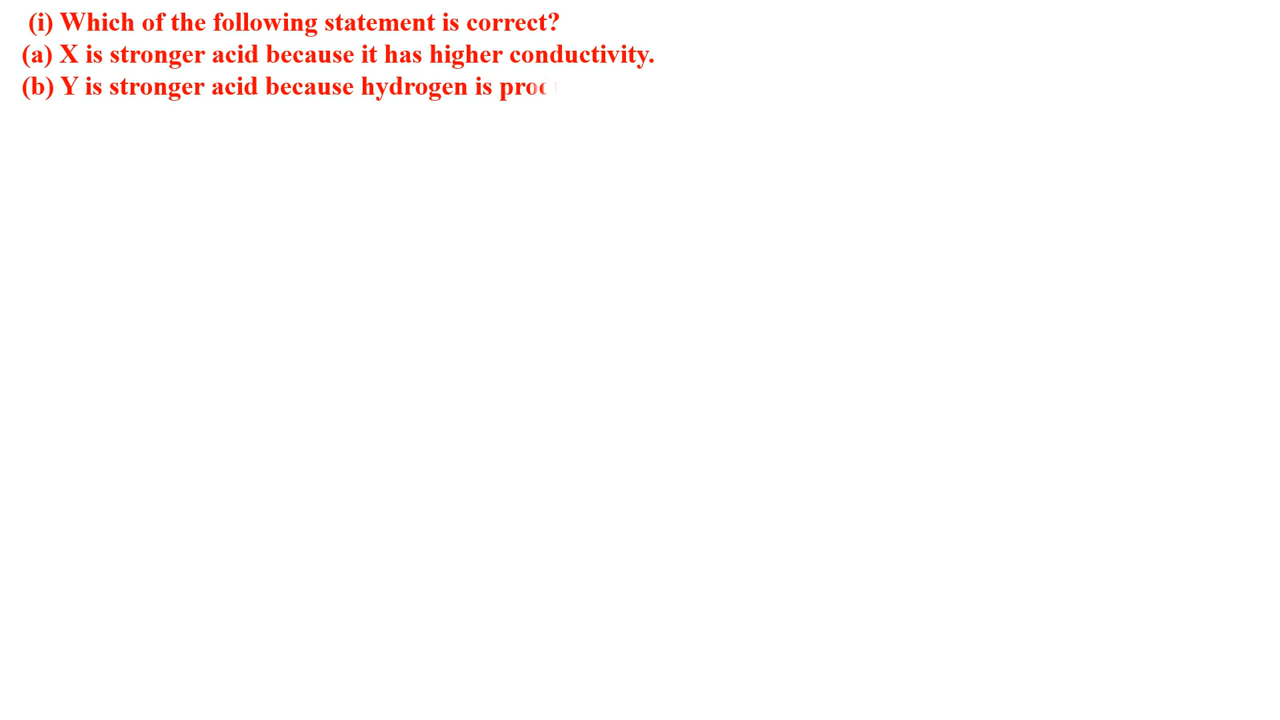 (i) Which of the following statement is correct?
(a) X is stronger acid because it has higher conductivity.
(b) Y is stronger acid because hydrogen is